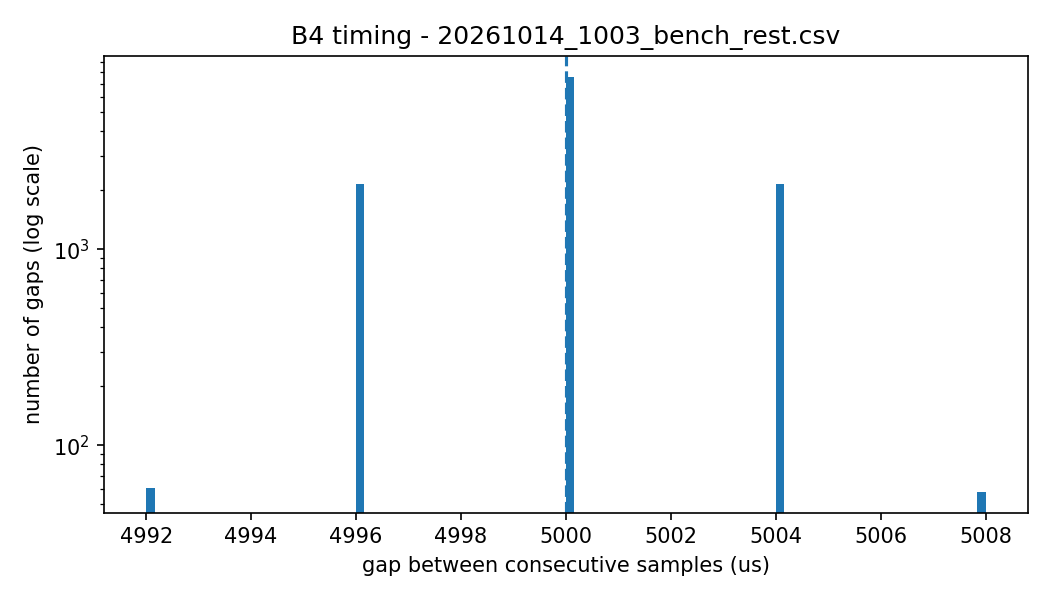 B4 timing - 20261014_1003_bench_rest.csv
number of gaps (log scale)
10³
10²
4992 4994 4996 4998 5000 5002 5004 5006 5008
gap between consecutive samples (us)